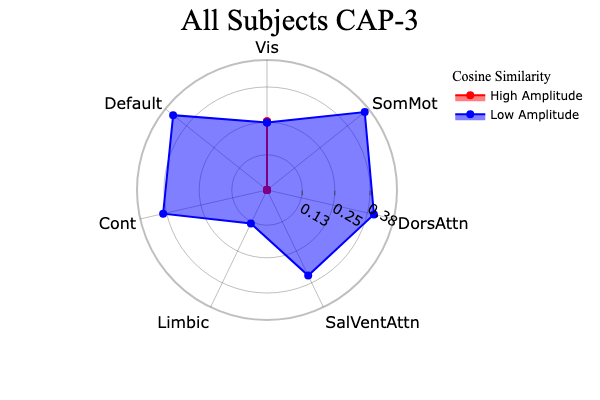 All Subjects CAP-3
Vis
Cosine Similarity
High Amplitude
Low Amplitude
Default
SomMot
0.13
0.25
0.38
Cont
DorsAttn
Limbic
SalVentAttn